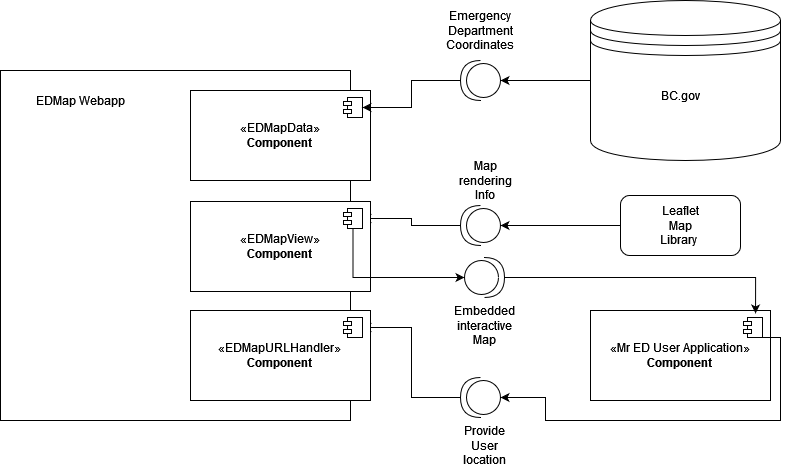 Emergency
Department
Coordinates
BC.gov
EDMap Webapp
«EDMapData»
Component
Map
rendering
Info
Leaflet
Map
Library
«EDMapView»
Component
Embedded
interactive
Map
«EDMapURLHandler»
Component
«Mr ED User Application»
Component
Provide
User
location